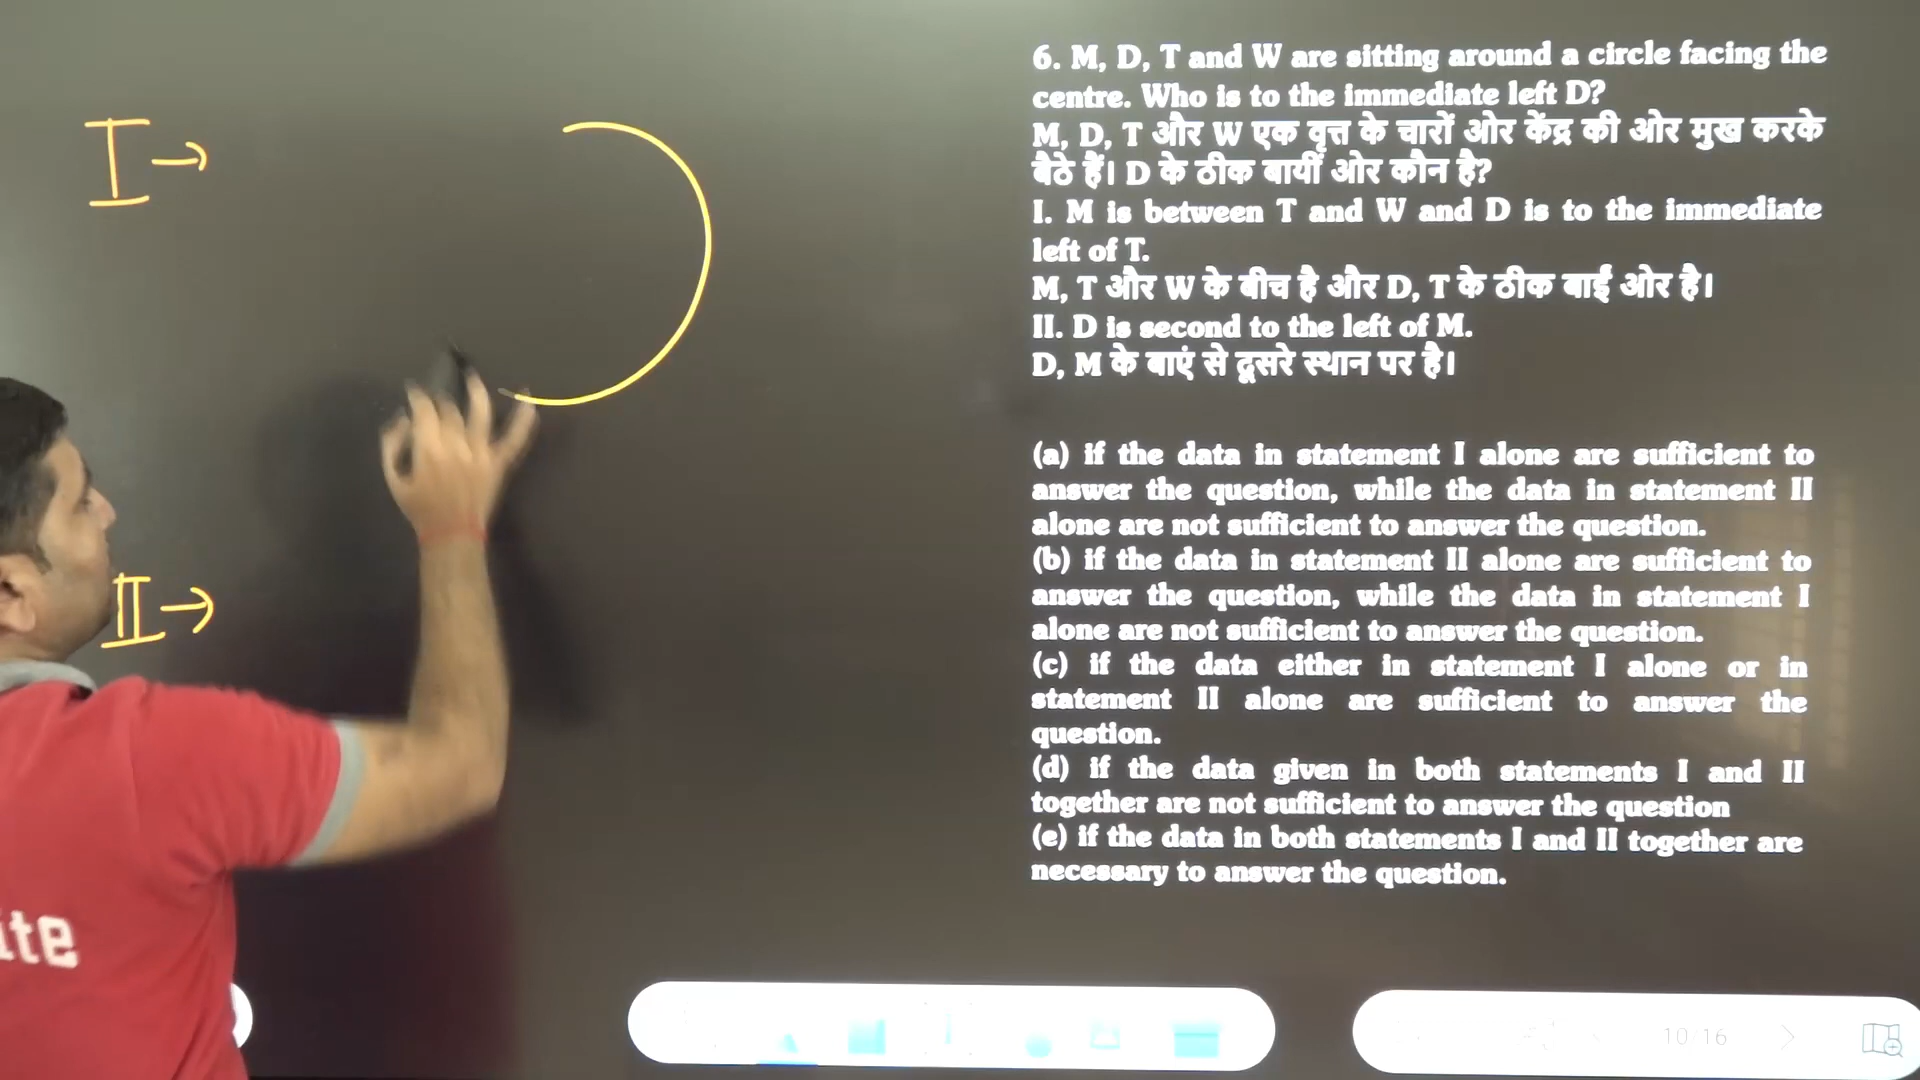 I →
II →
ite
6. M, D, T and W are sitting around a circle facing the
centre. Who is to the immediate left D?
M, D, T और W एक वृत्त के चारों ओर केंद्र की ओर मुख करके
बैठे हैं। D के ठीक बायीं ओर कौन है?
I. M is between T and W and D is to the immediate
left of T.
M, T और W के बीच है और D, T के ठीक बाईं ओर है।
II. D is second to the left of M.
D, M के बाएं से दूसरे स्थान पर है।
(a) if the data in statement I alone are sufficient to
answer the question, while the data in statement II
alone are not sufficient to answer the question.
(b) if the data in statement II alone are sufficient to
answer the question, while the data in statement I
alone are not sufficient to answer the question.
(c) if the data either in statement I alone or in
statement II alone are sufficient to answer the
question.
(d) if the data given in both statements I and II
together are not sufficient to answer the question
(e) if the data in both statements I and II together are
necessary to answer the question.
10/16